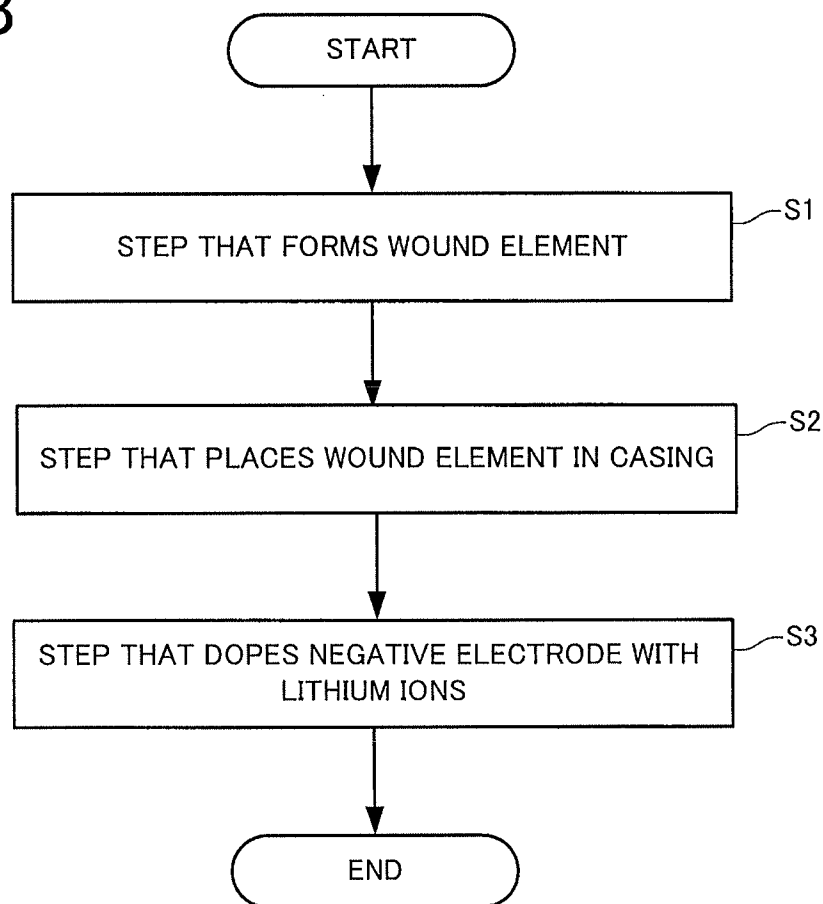 START
STEP THAT FORMS WOUND ELEMENT
S1
STEP THAT PLACES WOUND ELEMENT IN CASING
S2
STEP THAT DOPES NEGATIVE ELECTRODE WITH
LITHIUM IONS
S3
END